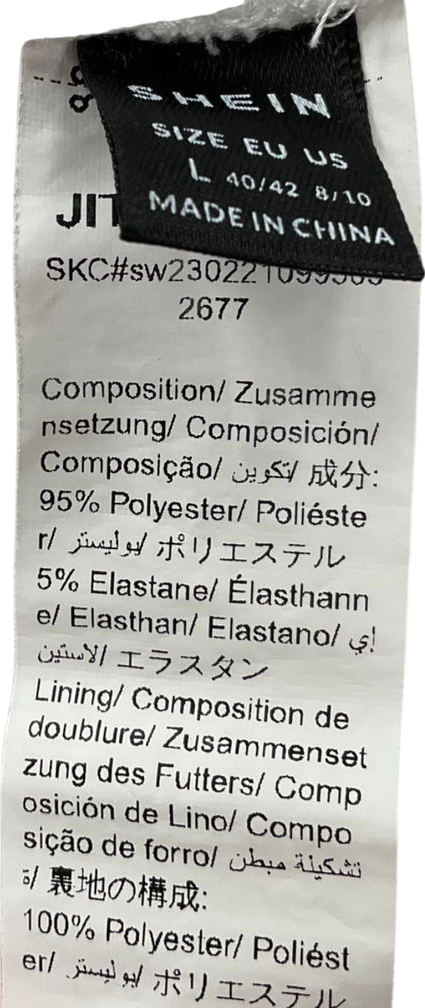 SHEIN
SIZE EU US
L 40/42 8/10
MADE IN CHINA
2677
Composition/ Zusamme
nsetzung/ Composición/
Composição/ تكوين/ 成分:
95% Polyester/ Poliéste
r/ بوليستر/ ポリエステル
5% Elastane/ Élasthann
e/ Elasthan/ Elastano/ إي
لاستين/ エラスタン
Lining/ Composition de
doublure/ Zusammenset
zung des Futters/ Comp
osición de Lino/ Compo
sição de forro/ تشكيلة مبطن
ة/ 裏地の構成:
100% Polyester/ Poliést
er/ بوليستر/ ポリエステル